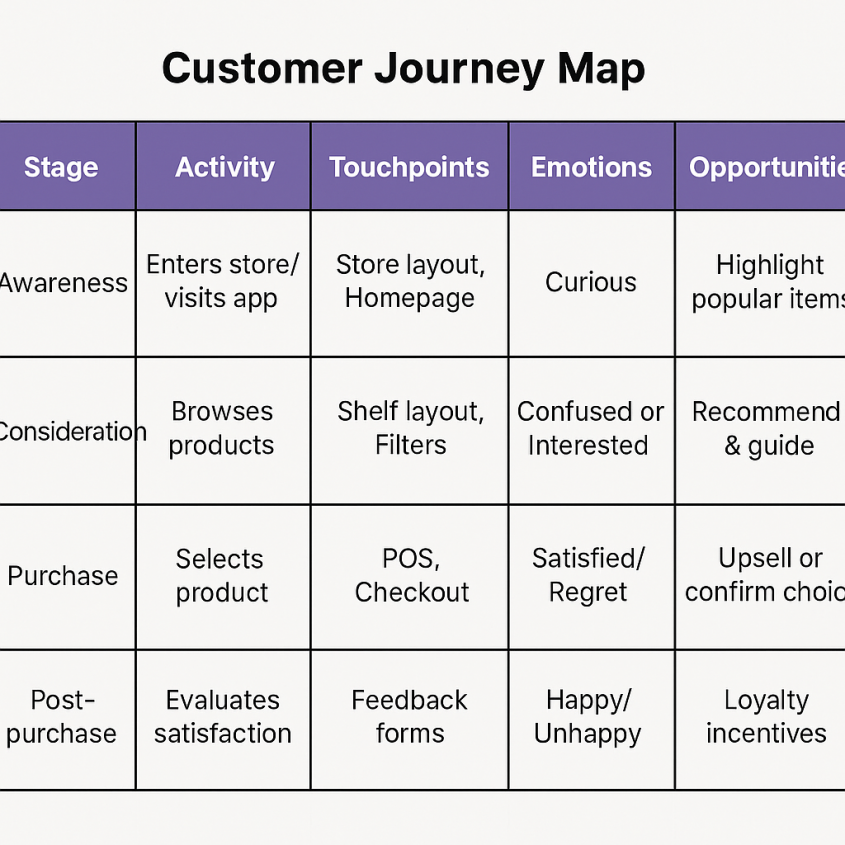 Customer Journey Map
Stage Activity Touchpoints Emotions Opportunitie
Awareness Enters store/ visits app Store layout, Homepage Curious Highlight popular items
Consideration Browses products Shelf layout, Filters Confused or Interested Recommend & guide
Purchase Selects product POS, Checkout Satisfied/ Regret Upsell or confirm choic
Post- purchase Evaluates satisfaction Feedback forms Happy/ Unhappy Loyalty incentives